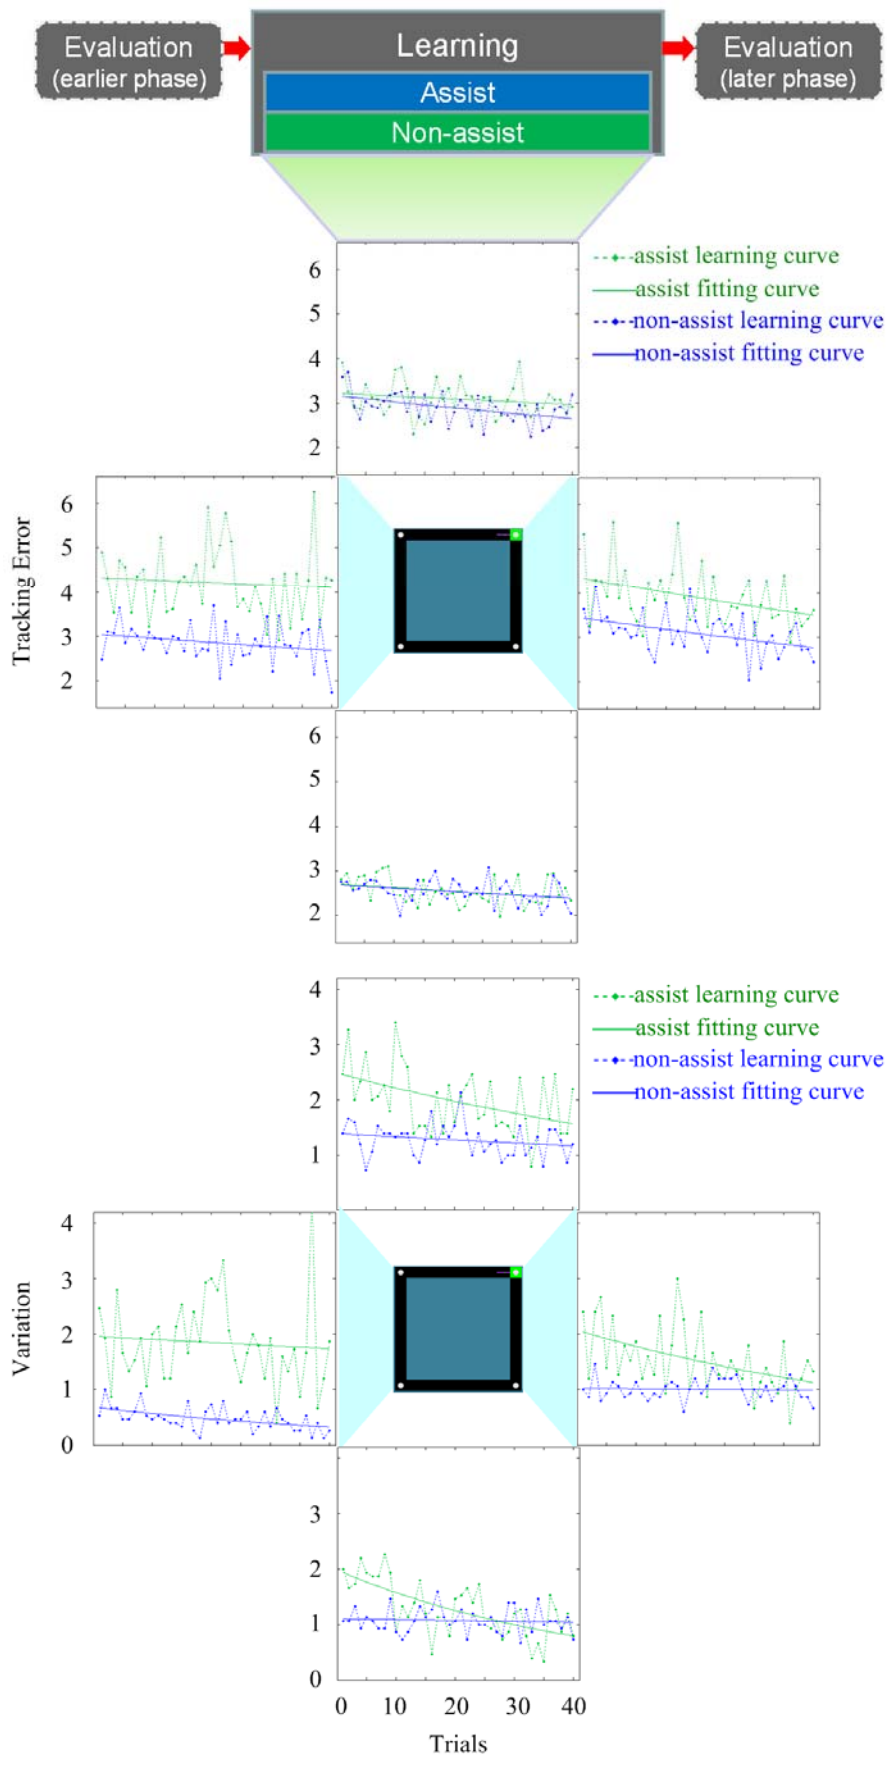 Evaluation
(earlier phase)
Learning
Assist
Non-assist
Evaluation
(later phase)
6
5
4
3
2
assist learning curve
assist fitting curve
non-assist learning curve
non-assist fitting curve
Tracking Error
6
5
4
3
2
6
5
4
3
2
4
3
2
1
assist learning curve
assist fitting curve
non-assist learning curve
non-assist fitting curve
Variation
4
3
2
1
0
3
2
1
0
0 10 20 30 40
Trials